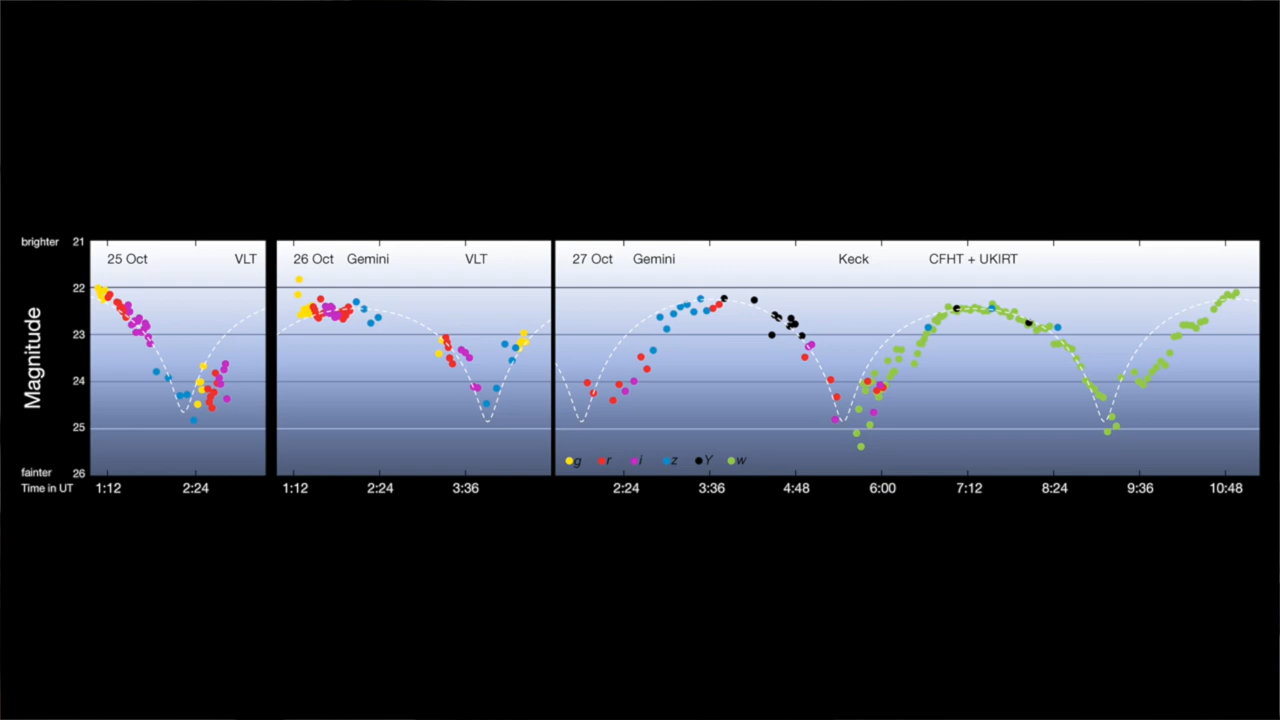 brighter
21
22
23
24
25
26
fainter
Magnitude
Time in UT
25 Oct VLT
1:12 2:24
26 Oct Gemini VLT
1:12 2:24 3:36
27 Oct Gemini Keck CFHT + UKIRT
g r i z Y w
2:24 3:36 4:48 6:00 7:12 8:24 9:36 10:48